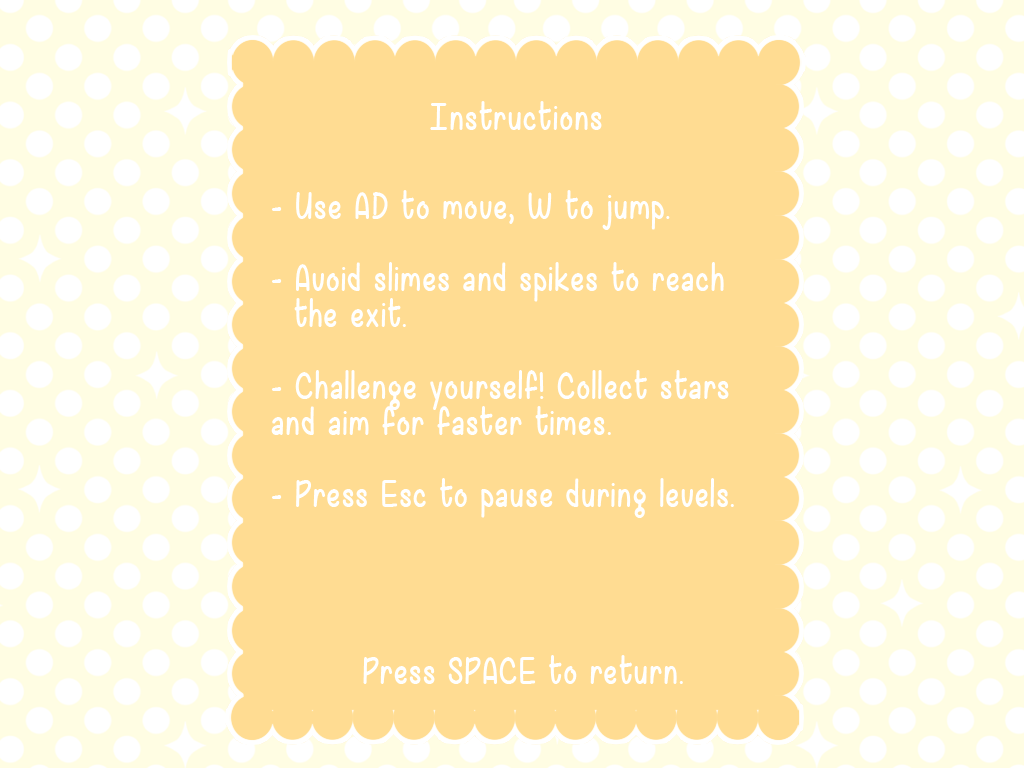 Instructions
- Use AD to move, W to jump.
- Avoid slimes and spikes to reach
the exit.
- Challenge yourself! Collect stars
and aim for faster times.
- Press Esc to pause during levels.
Press SPACE to return.